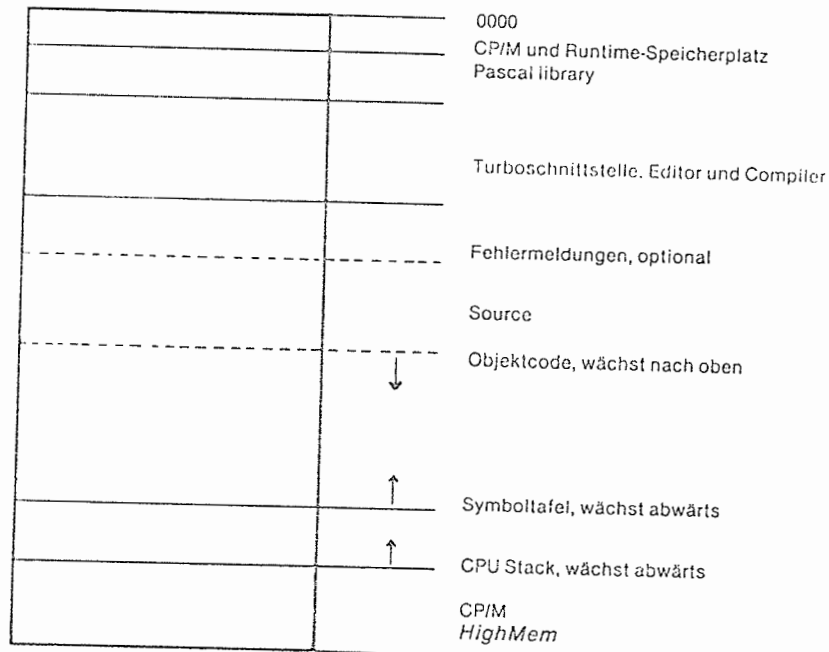 0000
CP/M und Runtime-Speicherplatz
Pascal library
Turboschnittstelle. Editor und Compiler
Fehlermeldungen, optional
Source
Objektcode, wächst nach oben
Symboltafel, wächst abwärts
CPU Stack, wächst abwärts
CP/M
HighMem